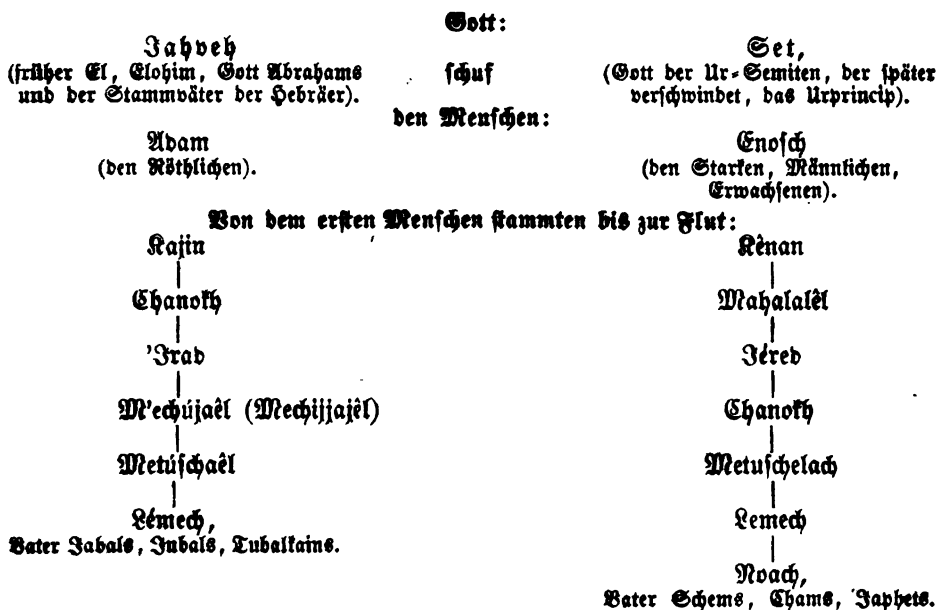 Gott:
Jahveh
(früher El, Elohim, Gott Abrahams
und der Stammväter der Hebräer).
schuf
Set,
(Gott der Ur-Semiten, der später
verschwindet, das Urprincip).
den Menschen:
Adam
(den Röthlichen).
Enosch
(den Starken, Männlichen,
Erwachsenen).
Von dem ersten Menschen stammten bis zur Flut:
Kajin
Chanokh
'Irad
M'echújaêl (Mechijjajêl)
Metúschaêl
Lémech,
Vater Jabals, Jubals, Tubalkains.
Kênan
Mahalalêl
Jéred
Chanokh
Metuschelach
Lemech
Noach,
Vater Schems, Chams, Japhets.